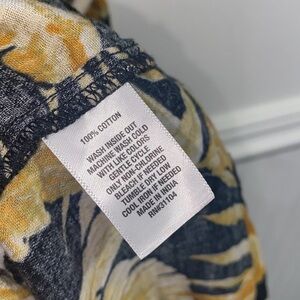 100% COTTON
WASH INSIDE OUT
MACHINE WASH COLD
WITH LIKE COLORS
GENTLE CYCLE
ONLY NON-CHLORINE
BLEACH IF NEEDED
TUMBLE DRY LOW
COOL IRON IF NEEDED
MADE IN INDIA
RN#31104